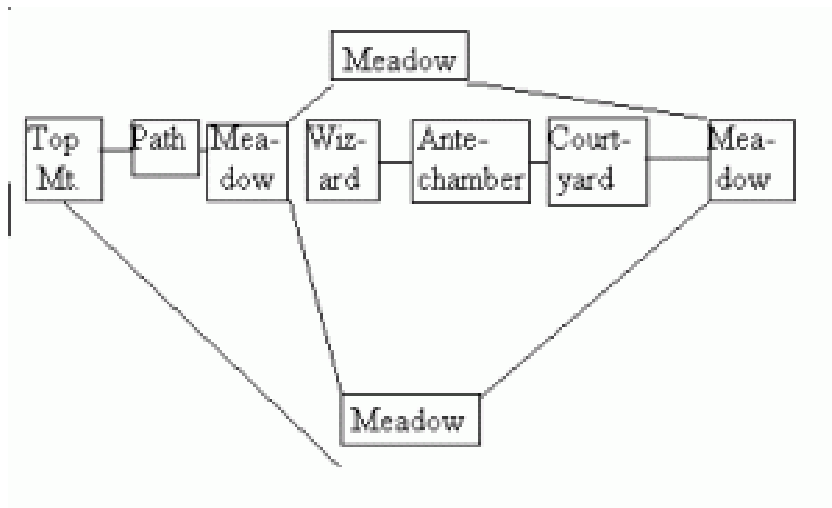 Meadow
Top
Mt.
Path
Mea-
dow
Wiz-
ard
Ante-
chamber
Court-
yard
Mea-
dow
Meadow